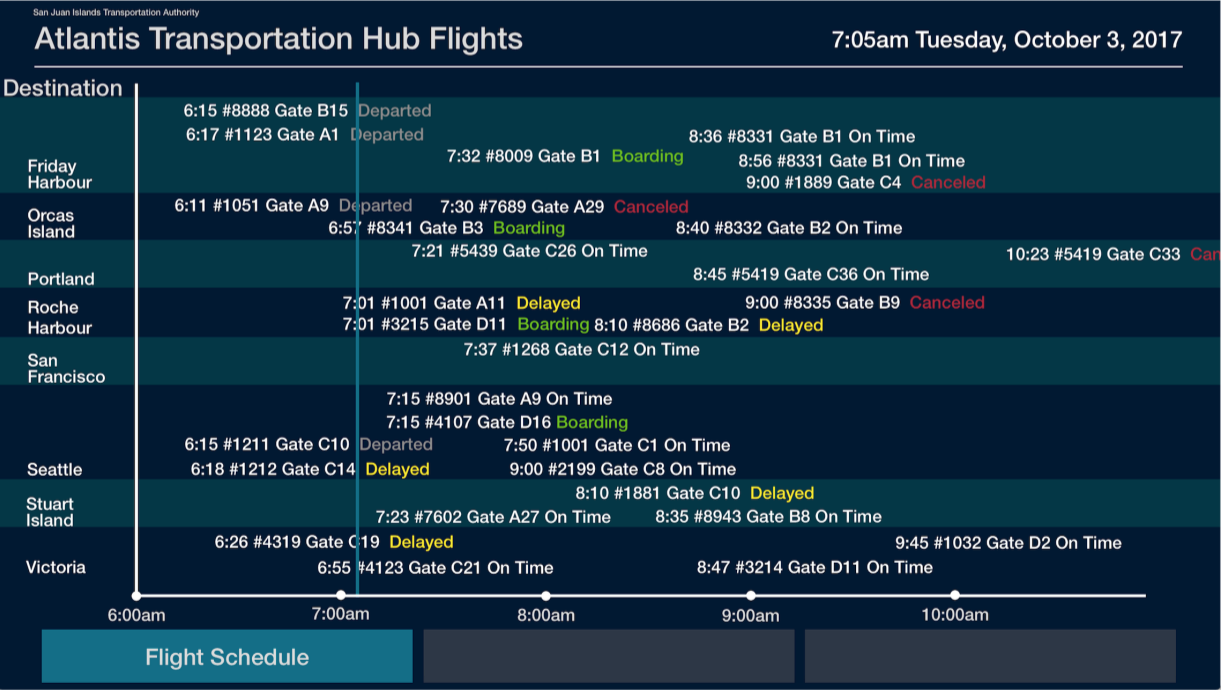 San Juan Islands Transportation Authority
Atlantis Transportation Hub Flights
7:05am Tuesday, October 3, 2017
Destination
6:15 #8888 Gate B15 Departed
6:17 #1123 Gate A1 Departed
8:36 #8331 Gate B1 On Time
7:32 #8009 Gate B1 Boarding
8:56 #8331 Gate B1 On Time
Friday
Harbour
9:00 #1889 Gate C4 Canceled
6:11 #1051 Gate A9 Departed
7:30 #7689 Gate A29 Canceled
Orcas
Island
6:57 #8341 Gate B3 Boarding
8:40 #8332 Gate B2 On Time
7:21 #5439 Gate C26 On Time
10:23 #5419 Gate C33 Can
Portland
8:45 #5419 Gate C36 On Time
Roche
Harbour
7:01 #1001 Gate A11 Delayed
9:00 #8335 Gate B9 Canceled
7:01 #3215 Gate D11 Boarding
8:10 #8686 Gate B2 Delayed
San
Francisco
7:37 #1268 Gate C12 On Time
7:15 #8901 Gate A9 On Time
7:15 #4107 Gate D16 Boarding
6:15 #1211 Gate C10 Departed
7:50 #1001 Gate C1 On Time
Seattle
6:18 #1212 Gate C14 Delayed
9:00 #2199 Gate C8 On Time
8:10 #1881 Gate C10 Delayed
Stuart
Island
7:23 #7602 Gate A27 On Time
8:35 #8943 Gate B8 On Time
6:26 #4319 Gate C19 Delayed
9:45 #1032 Gate D2 On Time
Victoria
6:55 #4123 Gate C21 On Time
8:47 #3214 Gate D11 On Time
6:00am
7:00am
8:00am
9:00am
10:00am
Flight Schedule